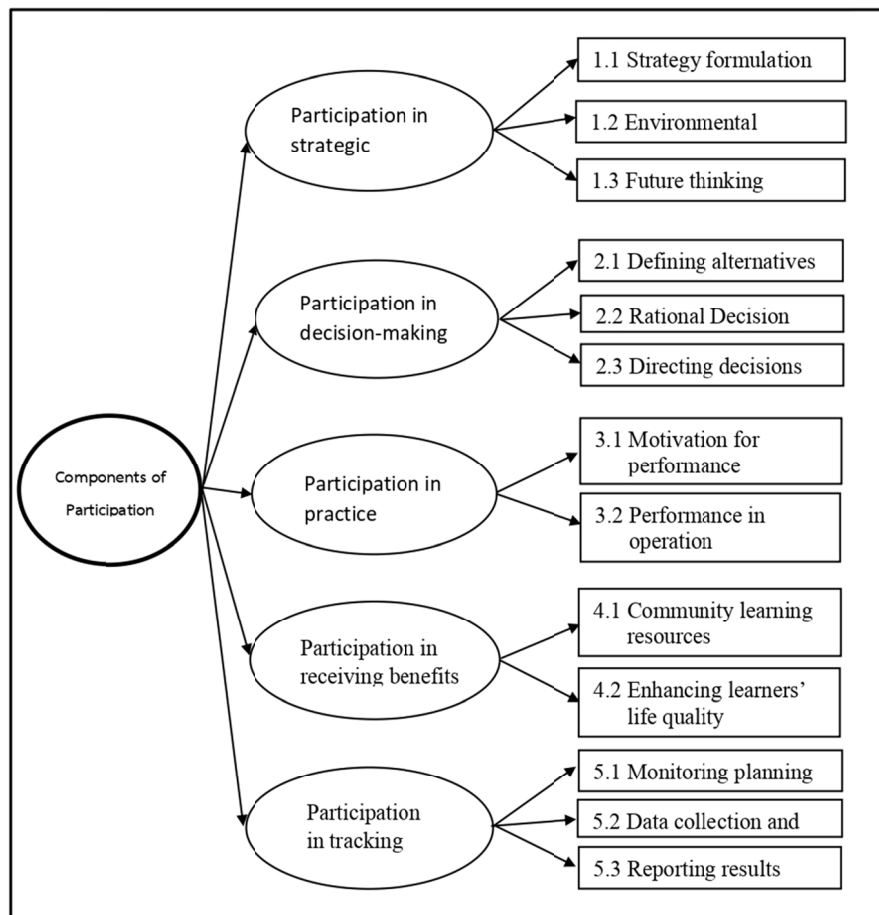 Components of
Participation
Participation in
strategic
1.1 Strategy formulation
1.2 Environmental
1.3 Future thinking
Participation in
decision-making
2.1 Defining alternatives
2.2 Rational Decision
2.3 Directing decisions
Participation in
practice
3.1 Motivation for
performance
3.2 Performance in
operation
Participation in
receiving benefits
4.1 Community learning
resources
4.2 Enhancing learners’
life quality
Participation
in tracking
5.1 Monitoring planning
5.2 Data collection and
5.3 Reporting results